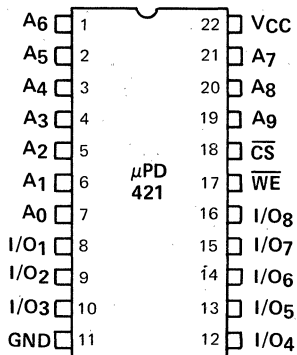 A6 1 22 VCC
A5 2 21 A7
A4 3 20 A8
A3 4 19 A9
A2 5 18 C̅S̅
μPD
421
A1 6 17 W̅E̅
A0 7 16 I/O8
I/O1 8 15 I/O7
I/O2 9 14 I/O6
I/O3 10 13 I/O5
GND 11 12 I/O4